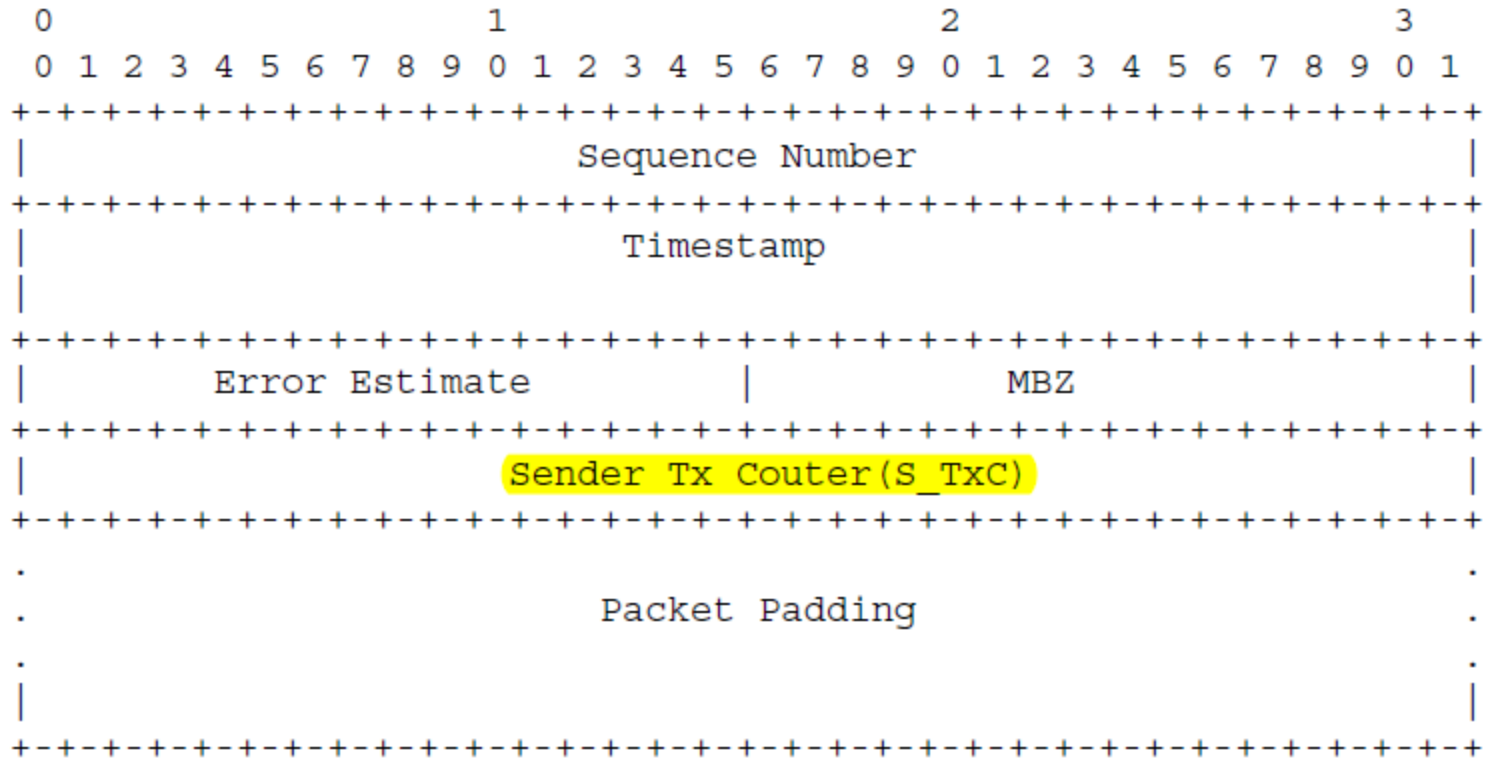 0 1 2 3
0 1 2 3 4 5 6 7 8 9 0 1 2 3 4 5 6 7 8 9 0 1 2 3 4 5 6 7 8 9 0 1
+-+-+-+-+-+-+-+-+-+-+-+-+-+-+-+-+-+-+-+-+-+-+-+-+-+-+-+-+-+-+-+-+
| Sequence Number |
+-+-+-+-+-+-+-+-+-+-+-+-+-+-+-+-+-+-+-+-+-+-+-+-+-+-+-+-+-+-+-+-+
| Timestamp |
| |
+-+-+-+-+-+-+-+-+-+-+-+-+-+-+-+-+-+-+-+-+-+-+-+-+-+-+-+-+-+-+-+-+
| Error Estimate | MBZ |
+-+-+-+-+-+-+-+-+-+-+-+-+-+-+-+-+-+-+-+-+-+-+-+-+-+-+-+-+-+-+-+-+
| Sender Tx Couter(S_TxC) |
+-+-+-+-+-+-+-+-+-+-+-+-+-+-+-+-+-+-+-+-+-+-+-+-+-+-+-+-+-+-+-+-+
. .
. Packet Padding .
. .
| |
+-+-+-+-+-+-+-+-+-+-+-+-+-+-+-+-+-+-+-+-+-+-+-+-+-+-+-+-+-+-+-+-+